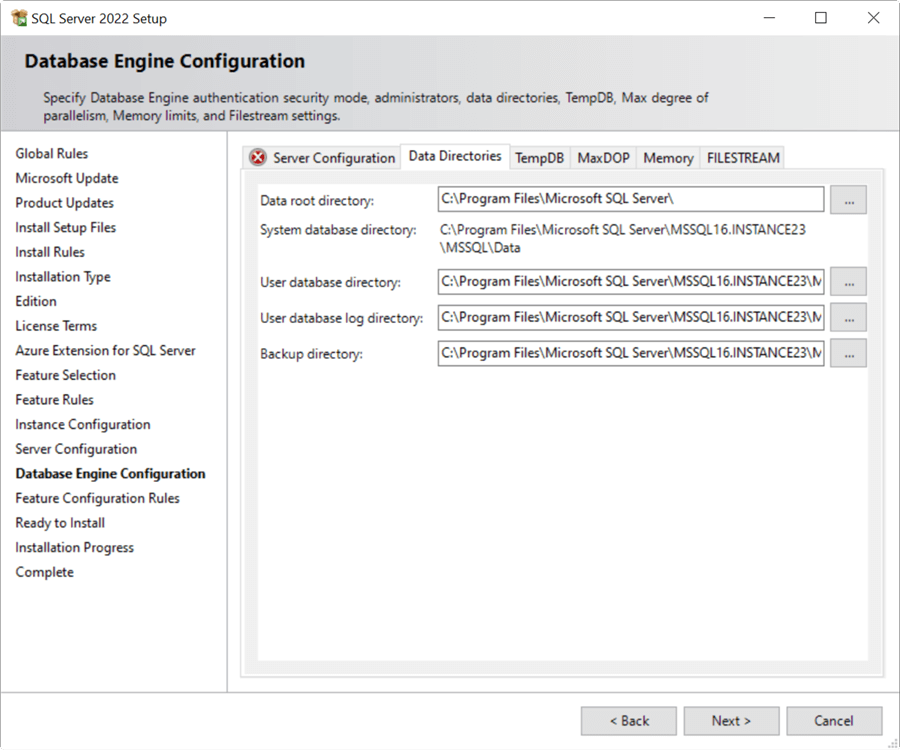 SQL Server 2022 Setup
Database Engine Configuration
Specify Database Engine authentication security mode, administrators, data directories, TempDB, Max degree of
parallelism, Memory limits, and Filestream settings.
Global Rules
Microsoft Update
Product Updates
Install Setup Files
Install Rules
Installation Type
Edition
License Terms
Azure Extension for SQL Server
Feature Selection
Feature Rules
Instance Configuration
Server Configuration
Database Engine Configuration
Feature Configuration Rules
Ready to Install
Installation Progress
Complete
Server Configuration Data Directories TempDB MaxDOP Memory FILESTREAM
Data root directory: C:\Program Files\Microsoft SQL Server\ ...
System database directory: C:\Program Files\Microsoft SQL Server\MSSQL16.INSTANCE23
\MSSQL\Data
User database directory: C:\Program Files\Microsoft SQL Server\MSSQL16.INSTANCE23\M ...
User database log directory: C:\Program Files\Microsoft SQL Server\MSSQL16.INSTANCE23\M ...
Backup directory: C:\Program Files\Microsoft SQL Server\MSSQL16.INSTANCE23\M ...
< Back Next > Cancel